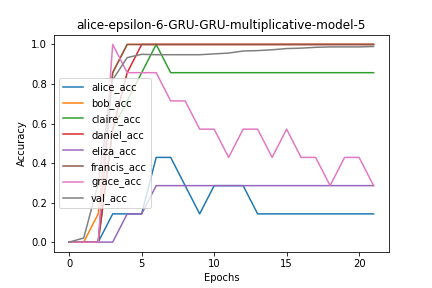 alice-epsilon-6-GRU-GRU-multiplicative-model-5
1.0
0.8
0.6
0.4
0.2
0.0
Accuracy
alice_acc
bob_acc
claire_acc
daniel_acc
eliza_acc
francis_acc
grace_acc
val_acc
0 5 10 15 20
Epochs